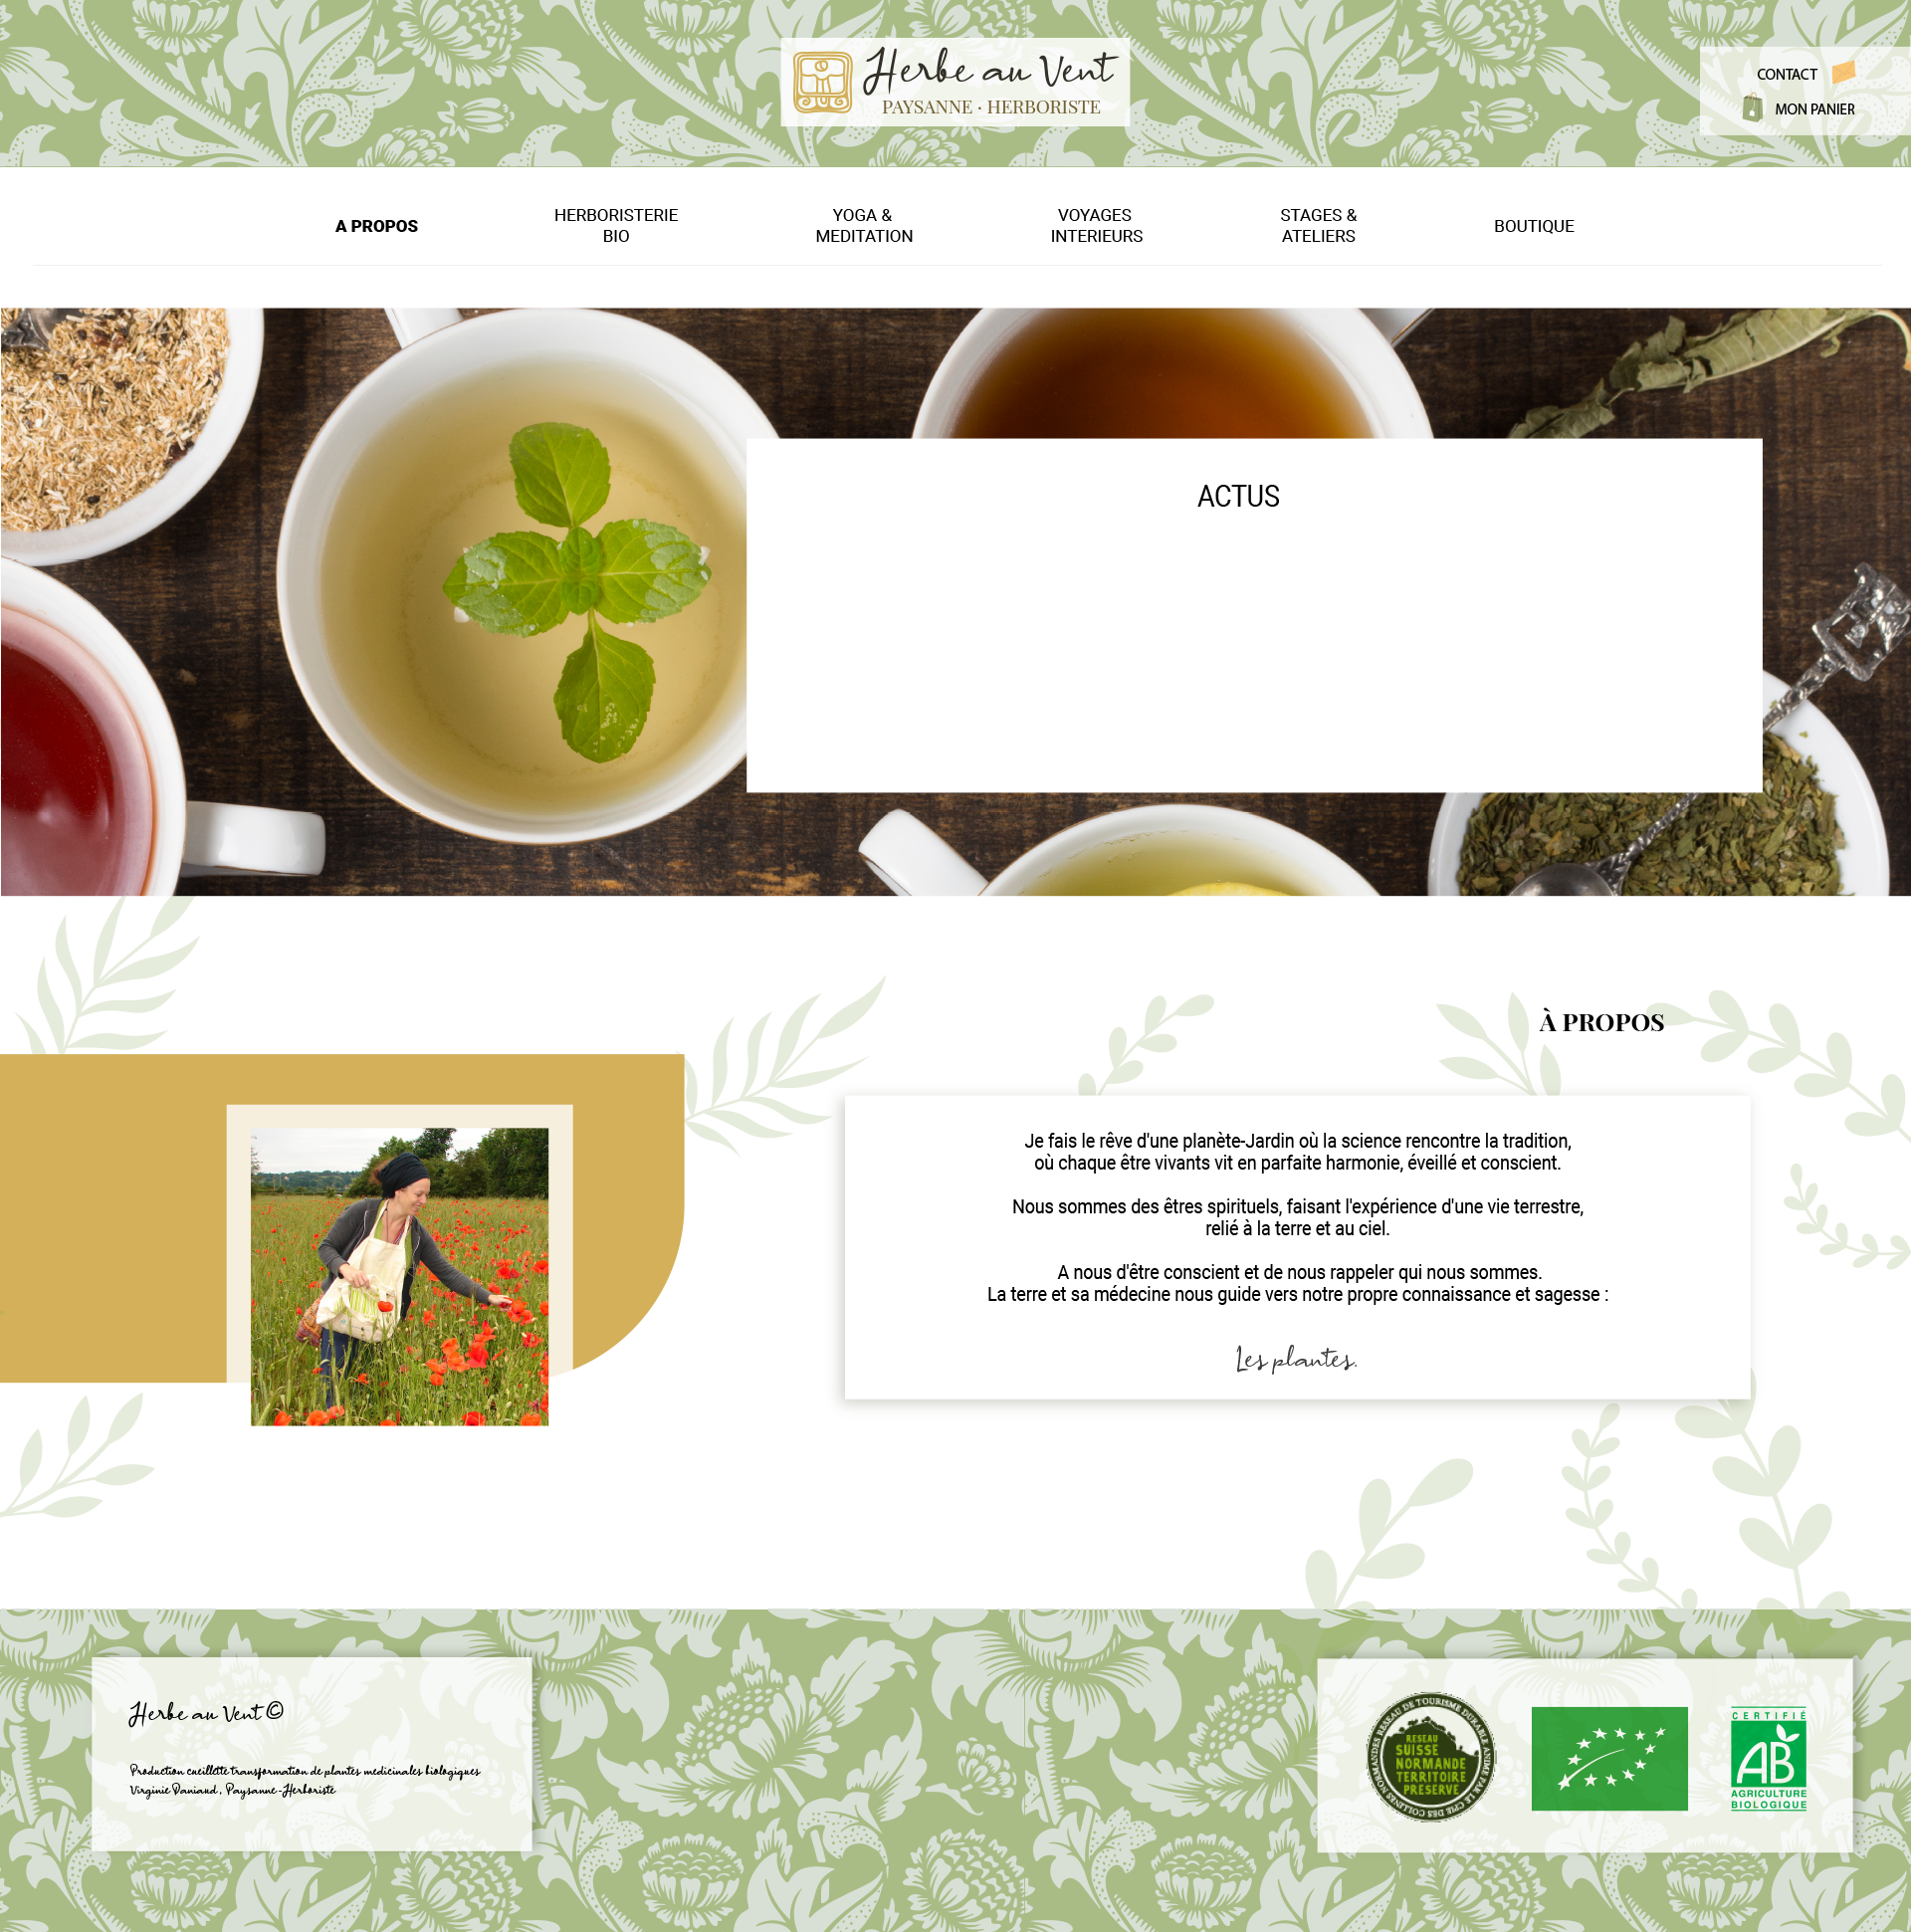 Herbe au Vent
PAYSANNE · HERBORISTE
CONTACT
MON PANIER
A PROPOS
HERBORISTERIE
BIO
YOGA &
MEDITATION
VOYAGES
INTERIEURS
STAGES &
ATELIERS
BOUTIQUE
ACTUS
À PROPOS
Je fais le rêve d'une planète-Jardin où la science rencontre la tradition,
où chaque être vivants vit en parfaite harmonie, éveillé et conscient.
Nous sommes des êtres spirituels, faisant l'expérience d'une vie terrestre,
relié à la terre et au ciel.
A nous d'être conscient et de nous rappeler qui nous sommes.
La terre et sa médecine nous guide vers notre propre connaissance et sagesse :
Les plantes.
Herbe au Vent ©
Production cueillette transformation de plantes medicinales biologiques
Virginie Daniaud, Paysanne-Herboriste
RESEAU DE TOURISME DURABLE ANIME PAR LE CPIE DES COLLINES NORMANDES
RESEAU
SUISSE
NORMANDE
TERRITOIRE
PRESERVE
CERTIFIÉ
AB
AGRICULTURE
BIOLOGIQUE